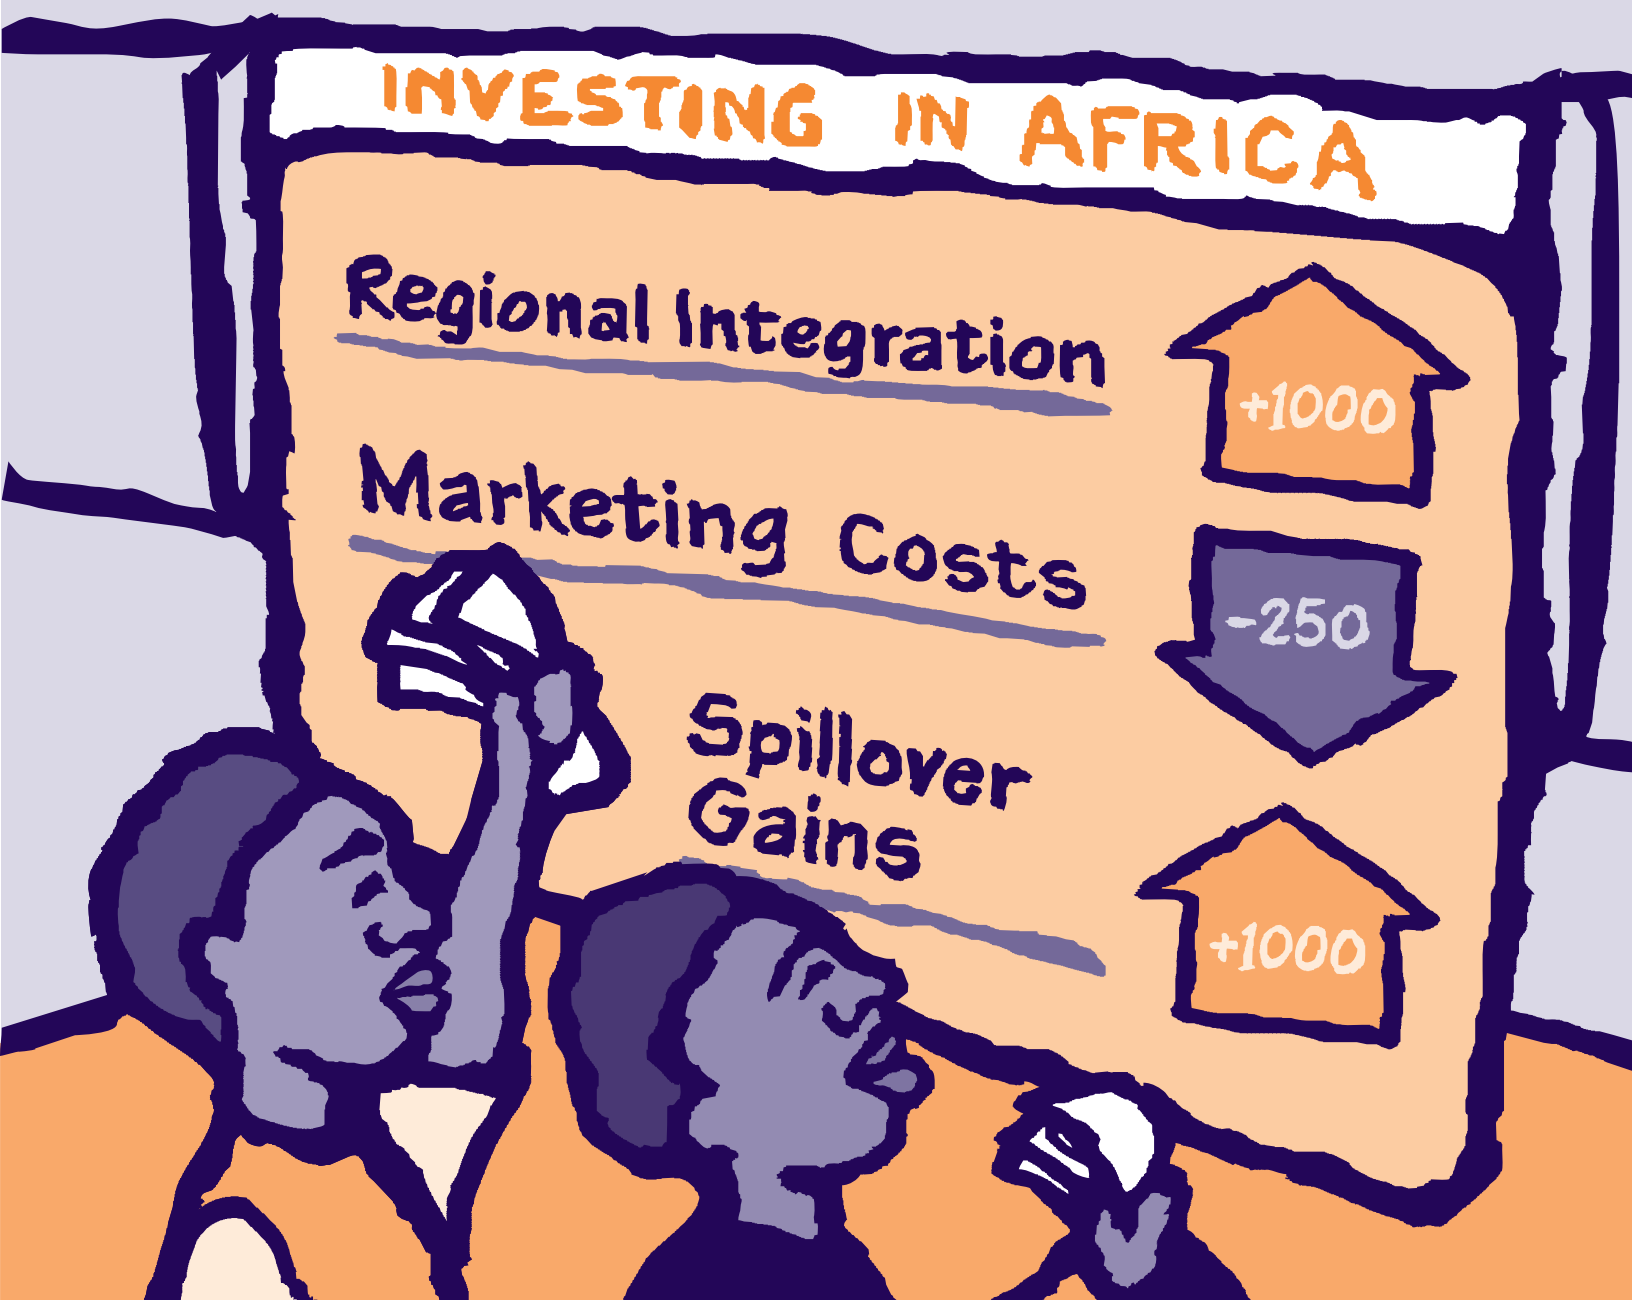 INVESTING IN AFRICA
Regional Integration
+1000
Marketing Costs
-250
Spillover
Gains
+1000